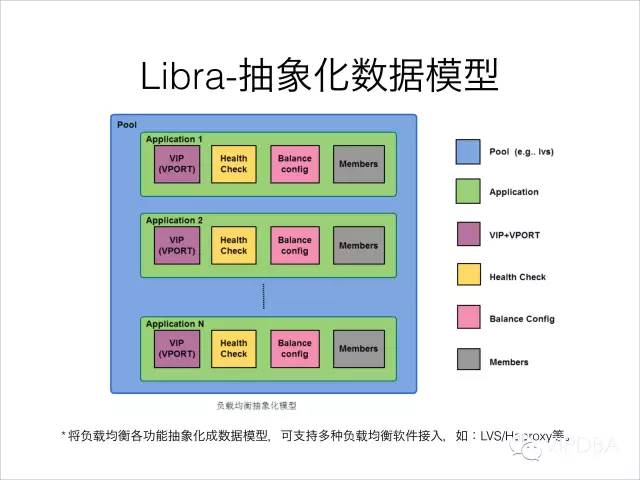 Libra-抽象化数据模型
Pool
Application 1
VIP (VPORT)
Health Check
Balance config
Members
Application 2
VIP (VPORT)
Health Check
Balance config
Members
Application N
VIP (VPORT)
Health Check
Balance config
Members
Pool (e.g.. lvs)
Application
VIP+VPORT
Health Check
Balance Config
Members
负载均衡抽象化模型
*将负载均衡各功能抽象化成数据模型，可支持多种负载均衡软件接入，如：LVS/Haproxy等。
VIPDBA